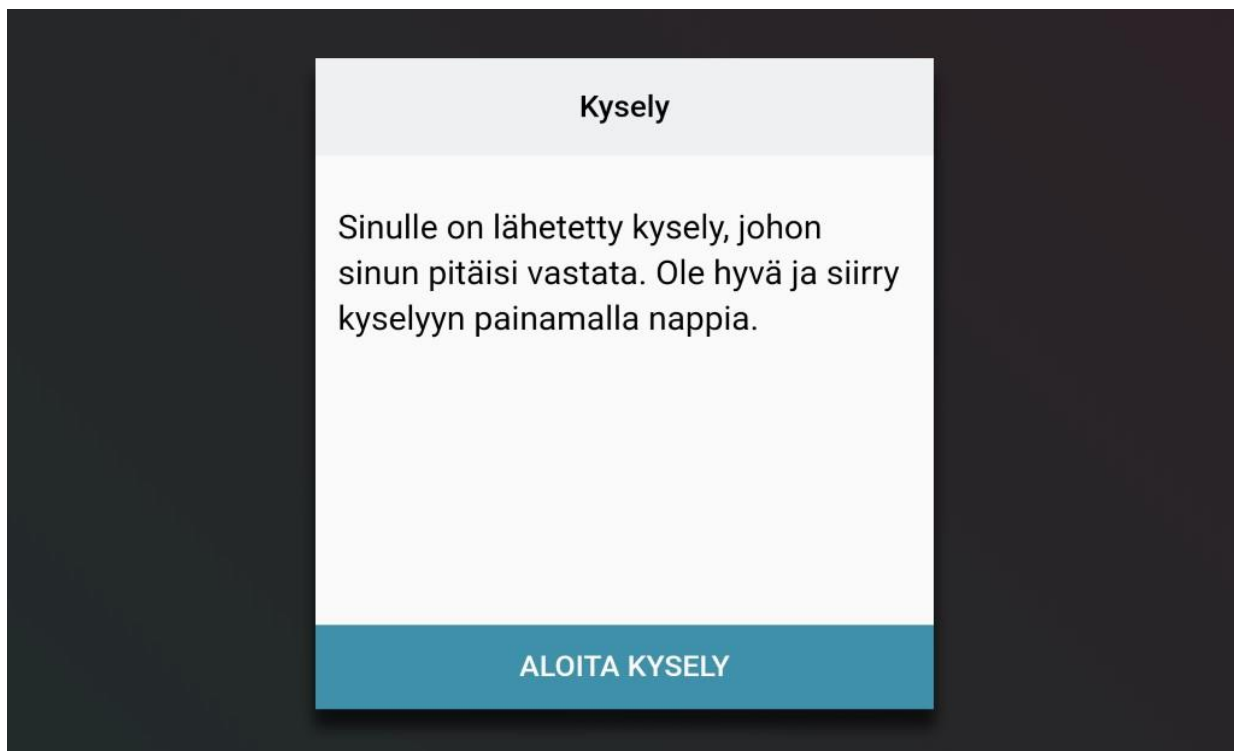 Kysely
Sinulle on lähetetty kysely, johon
sinun pitäisi vastata. Ole hyvä ja siirry
kyselyyn painamalla nappia.
ALOITA KYSELY